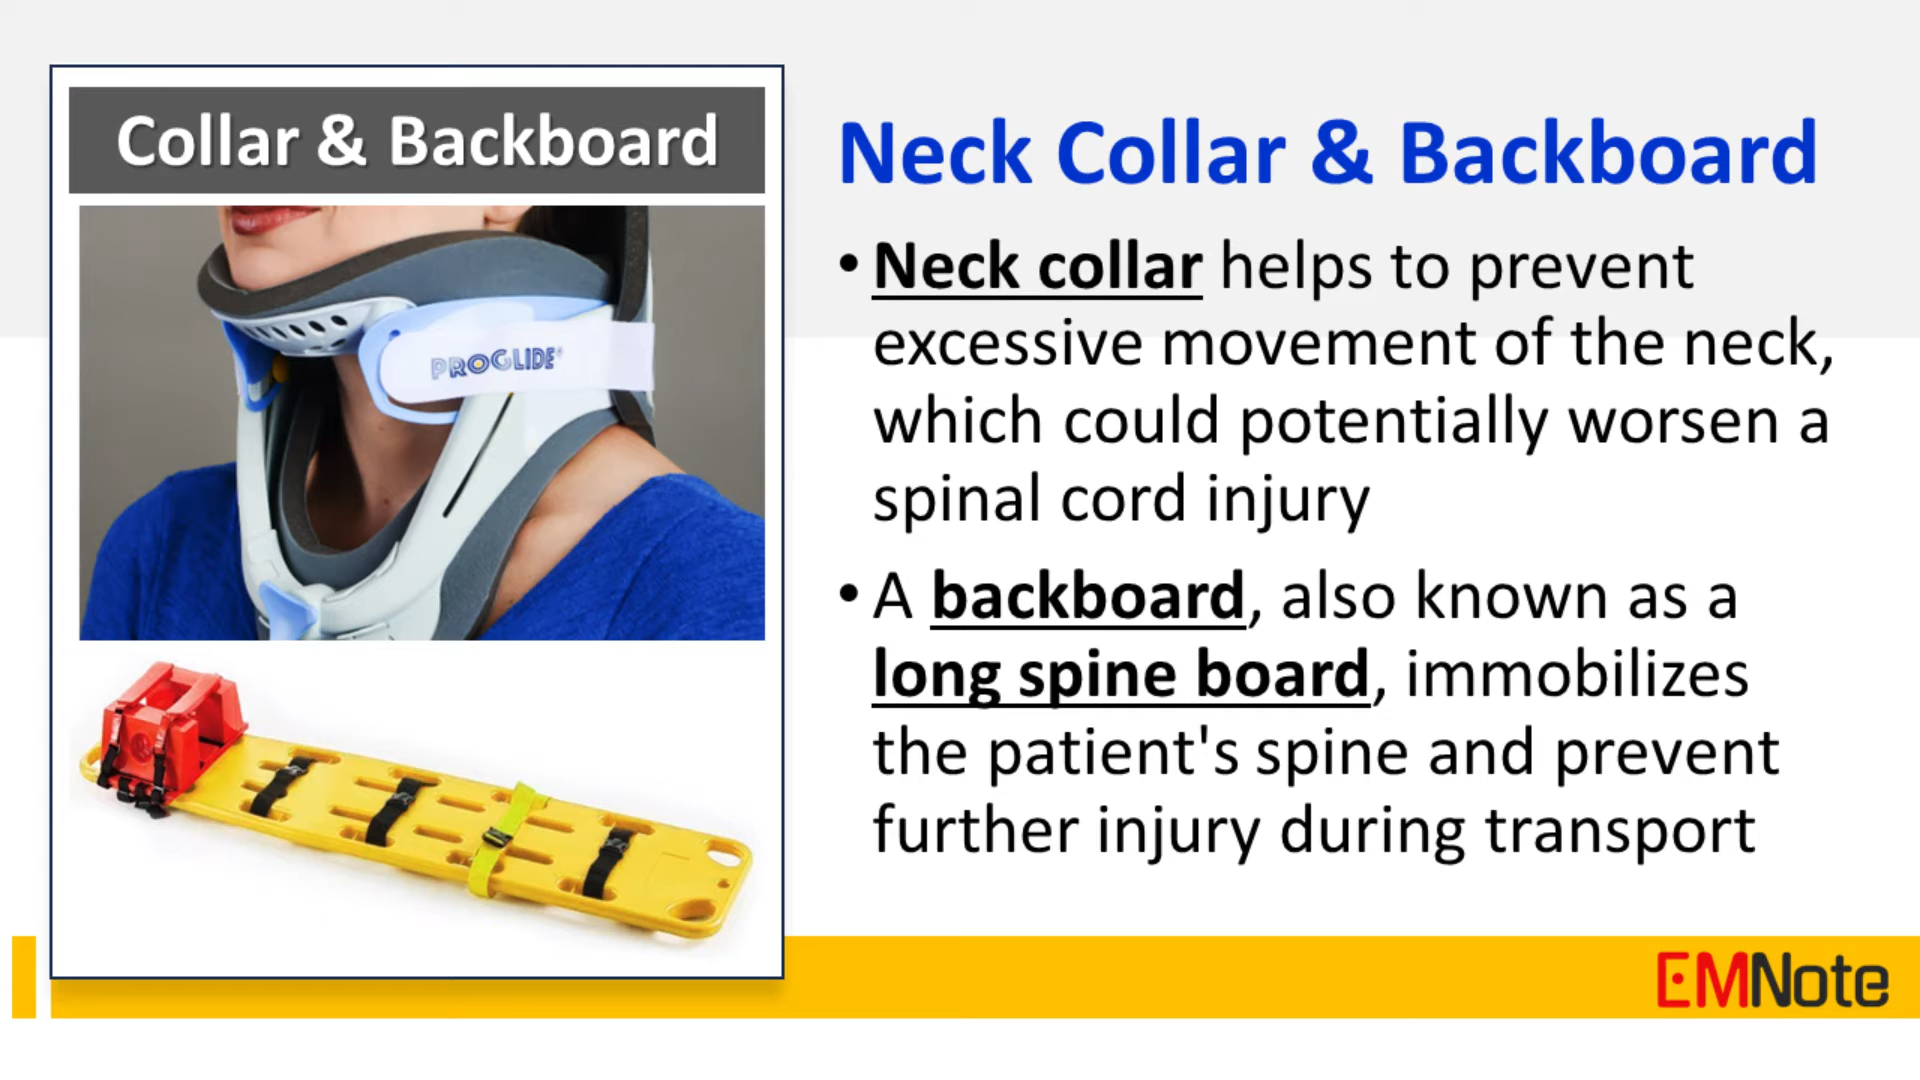 Collar & Backboard
PROGLIDE
Neck Collar & Backboard
• Neck collar helps to prevent
excessive movement of the neck,
which could potentially worsen a
spinal cord injury
• A backboard, also known as a
long spine board, immobilizes
the patient's spine and prevent
further injury during transport
EMNote